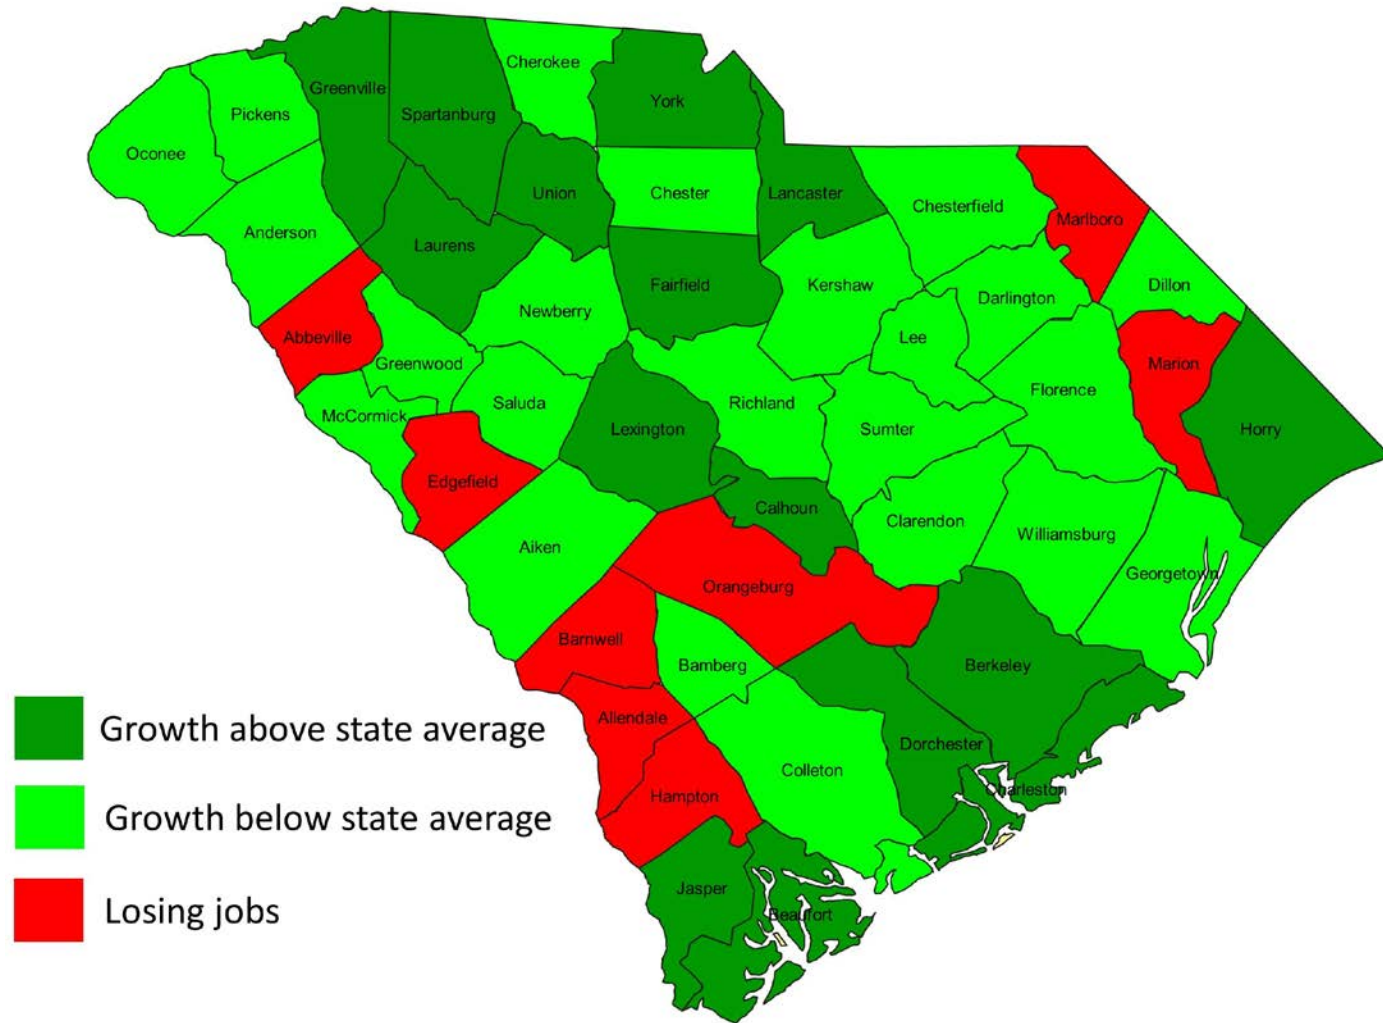 Cherokee
Greenville
York
Spartanburg
Pickens
Oconee
Union
Chester
Lancaster
Chesterfield
Marlboro
Anderson
Laurens
Fairfield
Kershaw
Darlington
Dillon
Newberry
Abbeville
Lee
Greenwood
Marion
Florence
Saluda
Richland
McCormick
Lexington
Sumter
Horry
Edgefield
Calhoun
Clarendon
Williamsburg
Aiken
Georgetown
Orangeburg
Barnwell
Bamberg
Berkeley
Allendale
Growth above state average
Dorchester
Colleton
Charleston
Hampton
Growth below state average
Jasper
Losing jobs
Beaufort